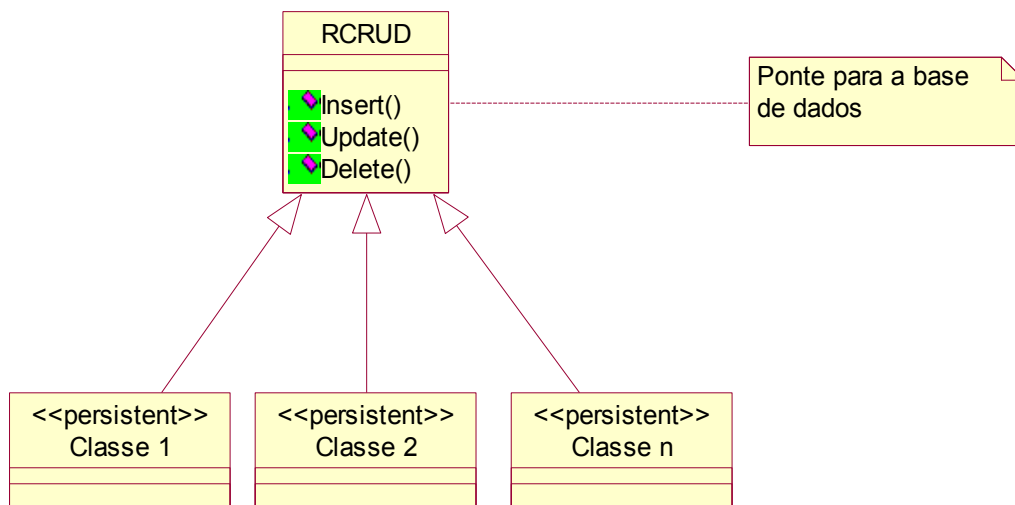 RCRUD
Insert()
Update()
Delete()
Ponte para a base
de dados
<<persistent>>
Classe 1
<<persistent>>
Classe 2
<<persistent>>
Classe n